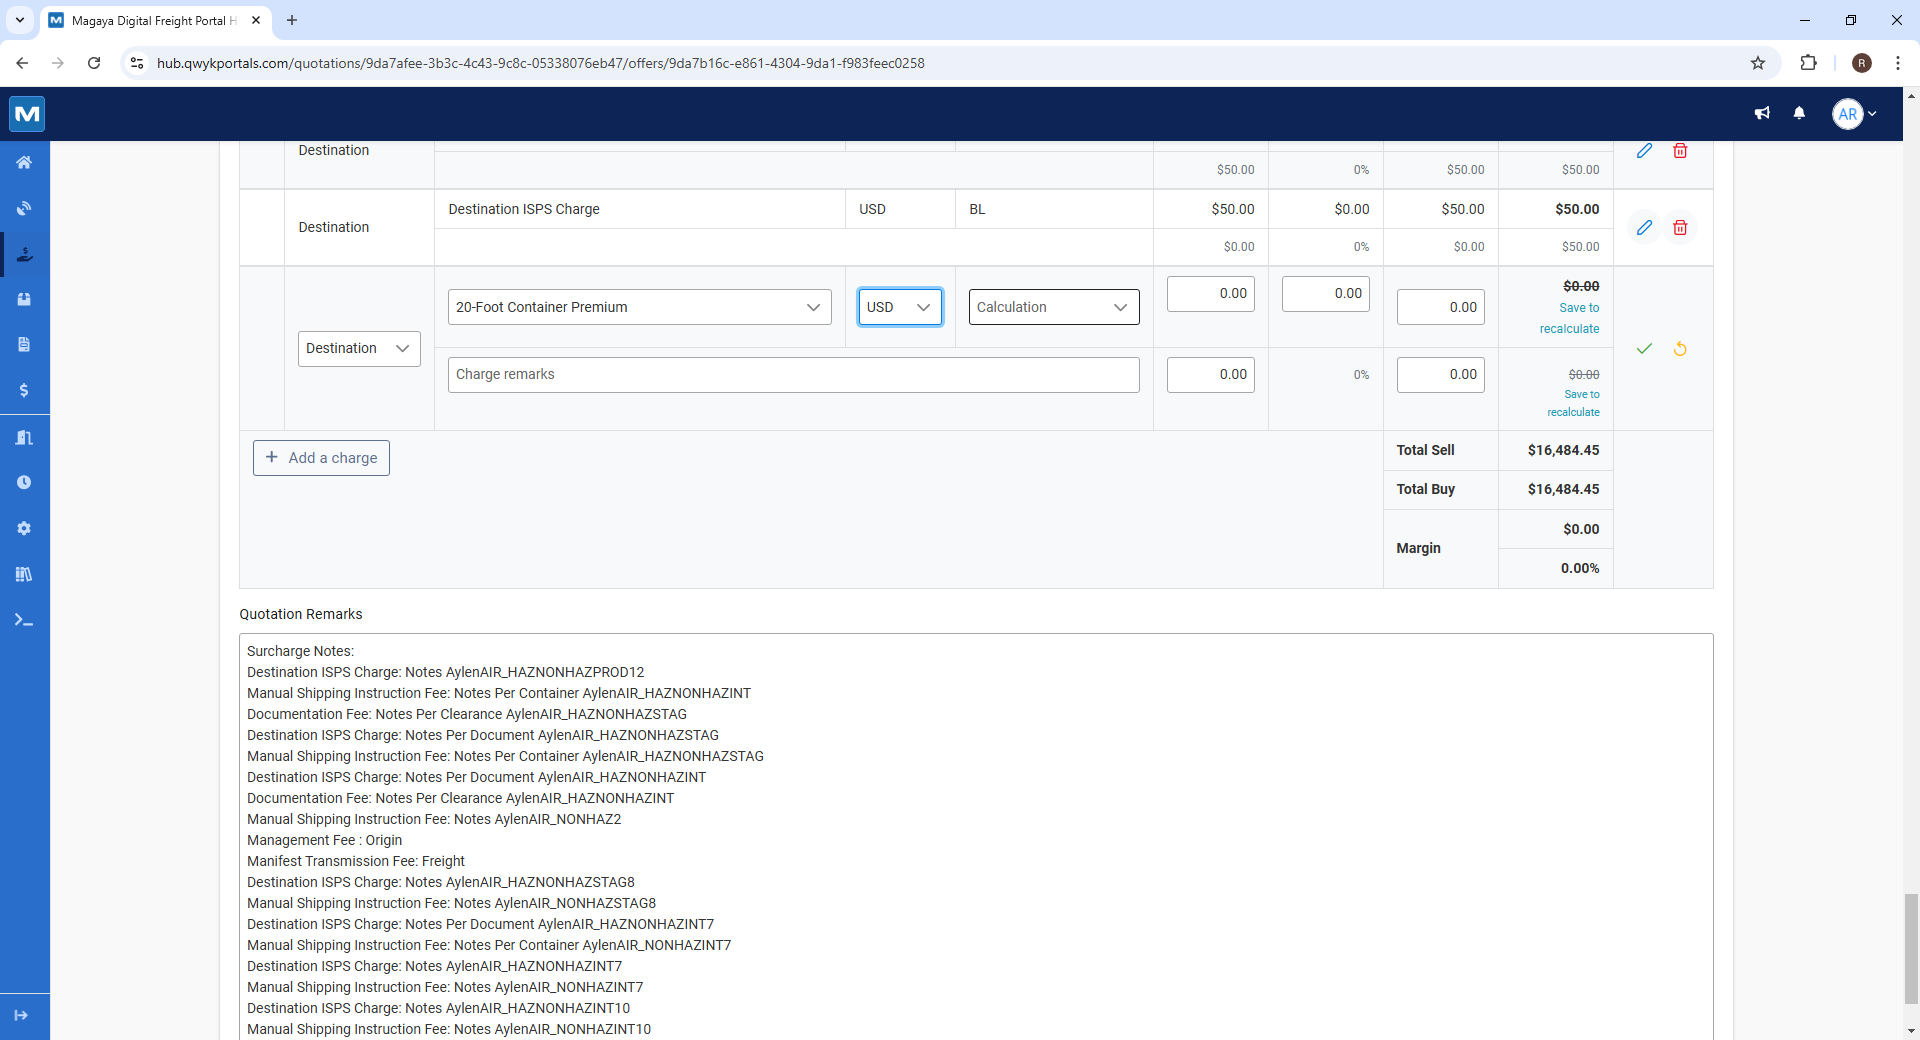 Magaya Digital Freight Portal H
hub.qwykportals.com/quotations/9da7afee-3b3c-4c43-9c8c-05338076eb47/offers/9da7b16c-e861-4304-9da1-f983feec0258
R
AR
Destination
$50.00 0% $50.00 $50.00
Destination
Destination ISPS Charge USD BL $50.00 $0.00 $50.00 $50.00
$0.00 0% $0.00 $50.00
Destination
20-Foot Container Premium USD Calculation 0.00 0.00 0.00 $0.00
Save to
recalculate
Charge remarks 0.00 0% 0.00 $0.00
Save to
recalculate
Add a charge
Total Sell $16,484.45
Total Buy $16,484.45
Margin $0.00
0.00%
Quotation Remarks
Surcharge Notes:
Destination ISPS Charge: Notes AylenAIR_HAZNONHAZPROD12
Manual Shipping Instruction Fee: Notes Per Container AylenAIR_HAZNONHAZINT
Documentation Fee: Notes Per Clearance AylenAIR_HAZNONHAZSTAG
Destination ISPS Charge: Notes Per Document AylenAIR_HAZNONHAZSTAG
Manual Shipping Instruction Fee: Notes Per Container AylenAIR_HAZNONHAZSTAG
Destination ISPS Charge: Notes Per Document AylenAIR_HAZNONHAZINT
Documentation Fee: Notes Per Clearance AylenAIR_HAZNONHAZINT
Manual Shipping Instruction Fee: Notes AylenAIR_NONHAZ2
Management Fee : Origin
Manifest Transmission Fee: Freight
Destination ISPS Charge: Notes AylenAIR_HAZNONHAZSTAG8
Manual Shipping Instruction Fee: Notes AylenAIR_NONHAZSTAG8
Destination ISPS Charge: Notes Per Document AylenAIR_HAZNONHAZINT7
Manual Shipping Instruction Fee: Notes Per Container AylenAIR_NONHAZINT7
Destination ISPS Charge: Notes AylenAIR_HAZNONHAZINT7
Manual Shipping Instruction Fee: Notes AylenAIR_NONHAZINT7
Destination ISPS Charge: Notes AylenAIR_HAZNONHAZINT10
Manual Shipping Instruction Fee: Notes AylenAIR_NONHAZINT10